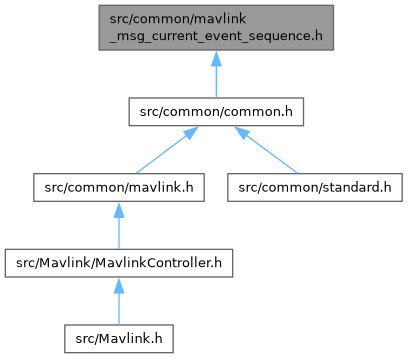 src/common/mavlink
_msg_current_event_sequence.h
src/common/common.h
src/common/mavlink.h
src/common/standard.h
src/Mavlink/MavlinkController.h
src/Mavlink.h